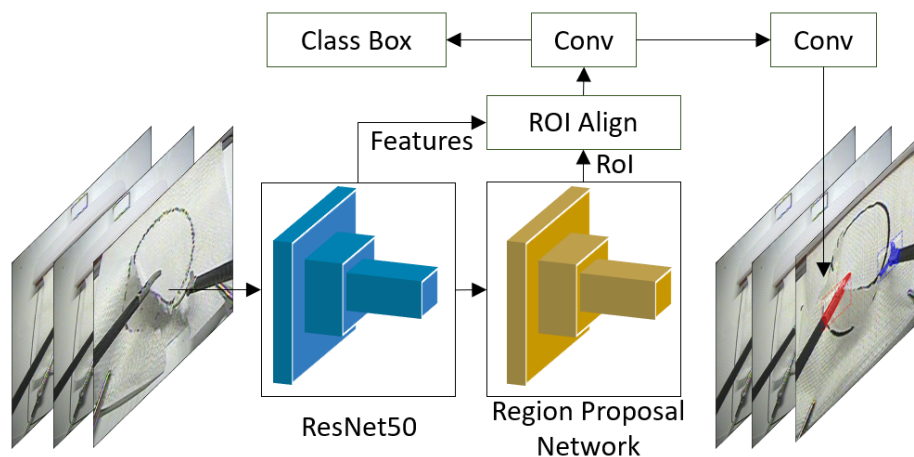 Class Box
Conv
Conv
ROI Align
Features
RoI
ResNet50
Region Proposal
Network